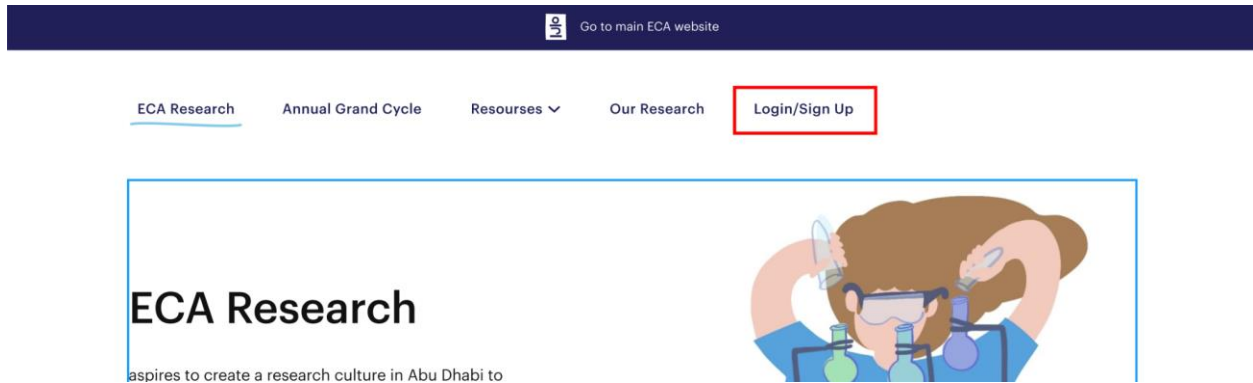 Go to main ECA website
ECA Research Annual Grand Cycle Resourses Our Research Login/Sign Up
ECA Research
aspires to create a research culture in Abu Dhabi to